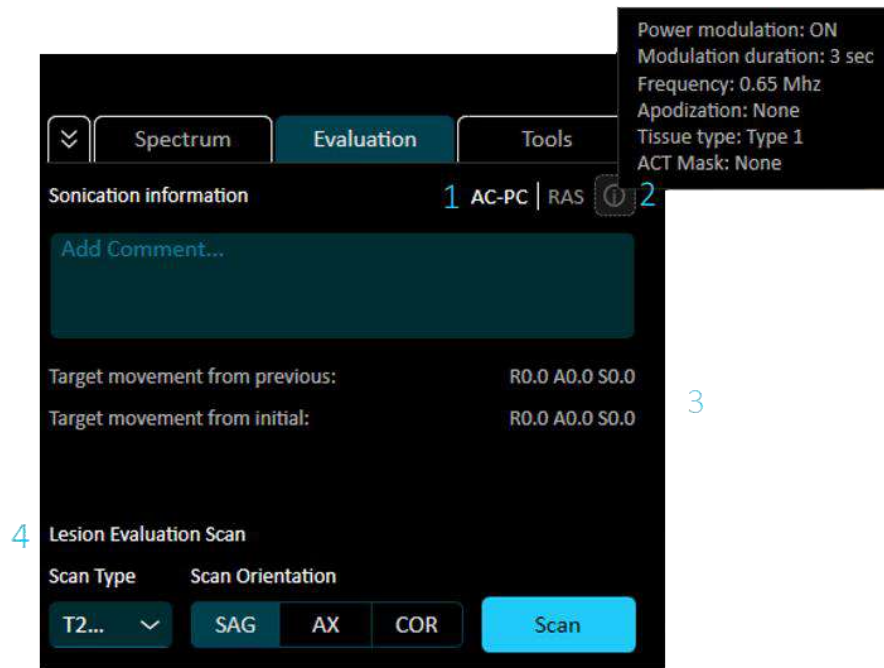 Power modulation: ON
Modulation duration: 3 sec
Frequency: 0.65 Mhz
Apodization: None
Tissue type: Type 1
ACT Mask: None
Spectrum Evaluation Tools
Sonication information 1 AC-PC | RAS 2
Add Comment...
Target movement from previous: R0.0 A0.0 S0.0
3
Target movement from initial: R0.0 A0.0 S0.0
4 Lesion Evaluation Scan
Scan Type Scan Orientation
T2... SAG AX COR Scan